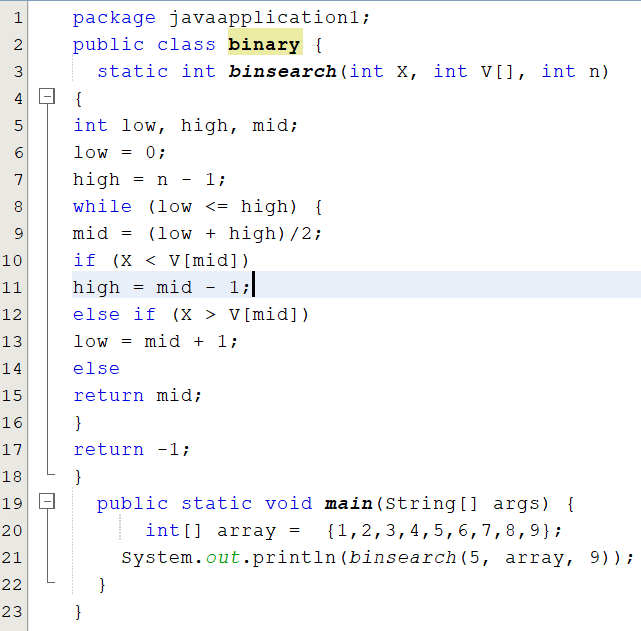 1 package javaapplication1;
2 public class binary {
3 static int binsearch(int X, int V[], int n)
4 {
5 int low, high, mid;
6 low = 0;
7 high = n - 1;
8 while (low <= high) {
9 mid = (low + high)/2;
10 if (X < V[mid])
11 high = mid - 1;
12 else if (X > V[mid])
13 low = mid + 1;
14 else
15 return mid;
16 }
17 return -1;
18 }
19 public static void main(String[] args) {
20 int[] array =  {1,2,3,4,5,6,7,8,9};
21 System.out.println(binsearch(5, array, 9));
22 }
23 }